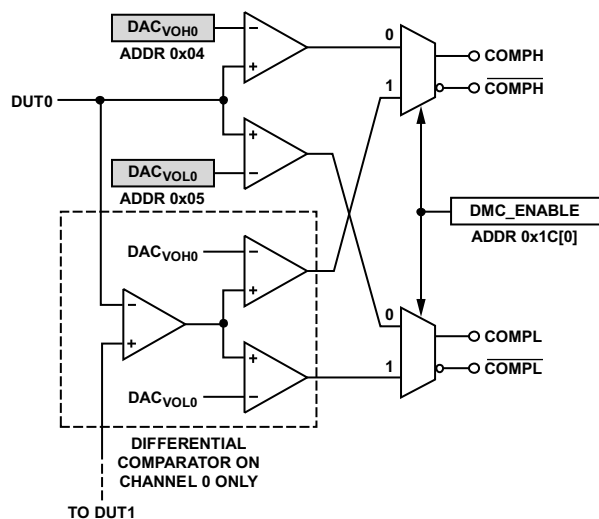 DAC_VOH0
ADDR 0x04
DUT0
DAC_VOL0
ADDR 0x05
−
+
+
−
0
1
COMPH
COMPH
DMC_ENABLE
ADDR 0x1C[0]
DAC_VOH0
−
+
−
+
+
−
DAC_VOL0
0
1
COMPL
COMPL
DIFFERENTIAL
COMPARATOR ON
CHANNEL 0 ONLY
TO DUT1